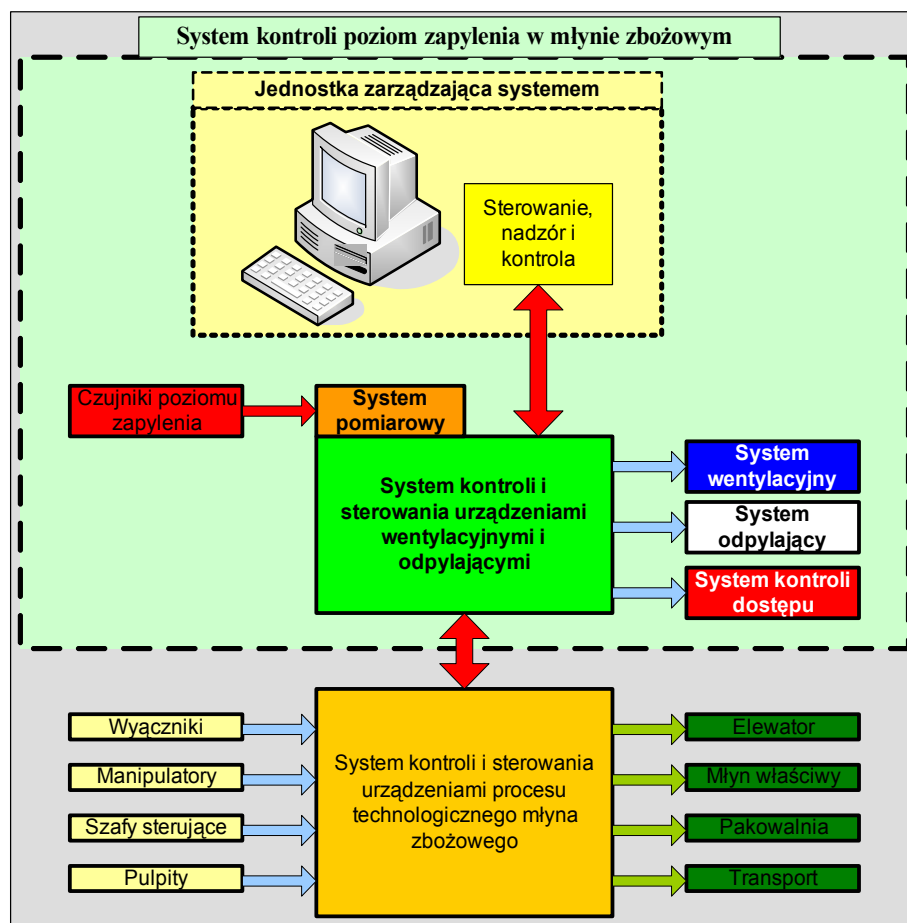 System kontroli poziom zapylenia w młynie zbożowym
Jednostka zarządzająca systemem
Sterowanie,
nadzór i
kontrola
Czujniki poziomu
zapylenia
System
pomiarowy
System kontroli i
sterowania urządzeniami
wentylacyjnymi i
odpylającymi
System
wentylacyjny
System
odpylający
System kontroli
dostępu
Wyączniki
Manipulatory
Szafy sterujące
Pulpity
System kontroli i sterowania
urządzeniami procesu
technologicznego młyna
zbożowego
Elewator
Młyn właściwy
Pakowalnia
Transport